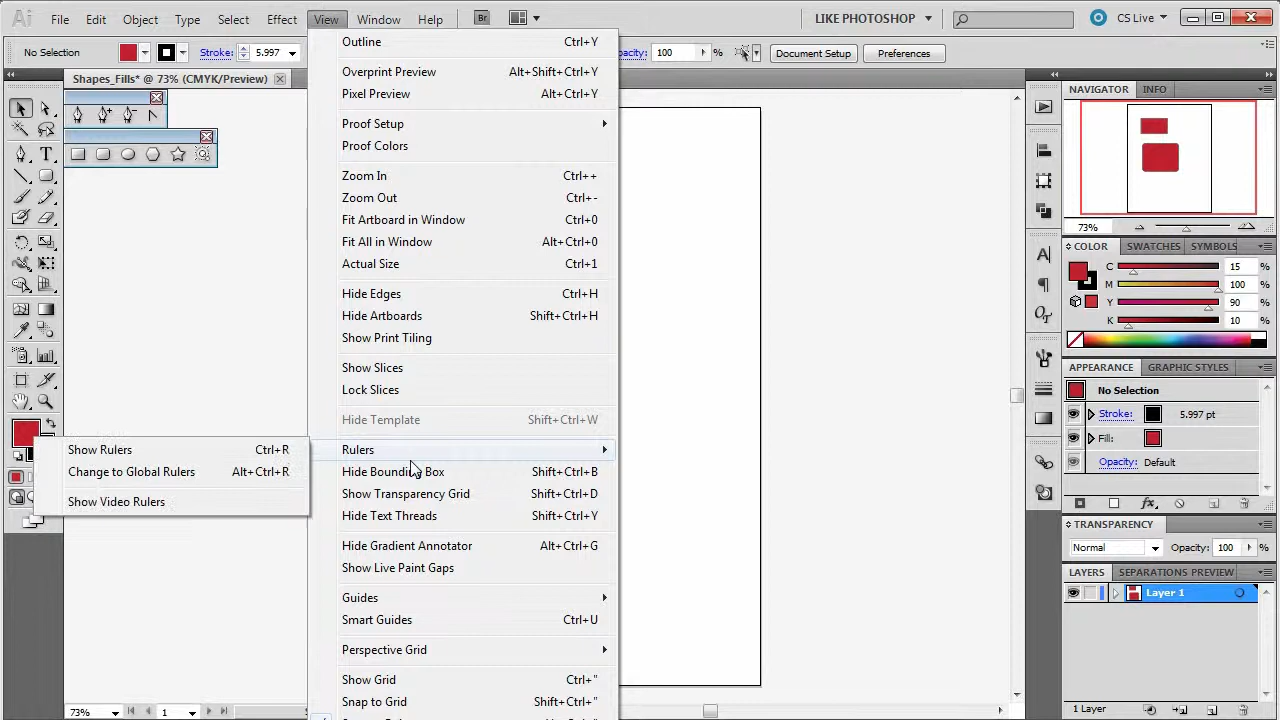 Ai File Edit Object Type Select Effect View Window Help Br LIKE PHOTOSHOP CS Live
No Selection Stroke: 5.997 pacity: 100 % Document Setup Preferences
Shapes_Fills* @ 73% (CMYK/Preview)
Outline Ctrl+Y
Overprint Preview Alt+Shift+Ctrl+Y
Pixel Preview Alt+Ctrl+Y
Proof Setup
Proof Colors
Zoom In Ctrl++
Zoom Out Ctrl+-
Fit Artboard in Window Ctrl+0
Fit All in Window Alt+Ctrl+0
Actual Size Ctrl+1
Hide Edges Ctrl+H
Hide Artboards Shift+Ctrl+H
Show Print Tiling
Show Slices
Lock Slices
Hide Template Shift+Ctrl+W
Rulers
Hide Bounding Box Shift+Ctrl+B
Show Transparency Grid Shift+Ctrl+D
Hide Text Threads Shift+Ctrl+Y
Hide Gradient Annotator Alt+Ctrl+G
Show Live Paint Gaps
Guides
Smart Guides Ctrl+U
Perspective Grid
Show Grid Ctrl+"
Snap to Grid Shift+Ctrl+"
Show Rulers Ctrl+R
Change to Global Rulers Alt+Ctrl+R
Show Video Rulers
NAVIGATOR INFO
73%
COLOR SWATCHES SYMBOLS
C 15 %
M 100 %
Y 90 %
K 10 %
APPEARANCE GRAPHIC STYLES
No Selection
Stroke: 5.997 pt
Fill:
Opacity: Default
TRANSPARENCY
Normal Opacity: 100 %
LAYERS SEPARATIONS PREVIEW
Layer 1
1 Layer
73% 1